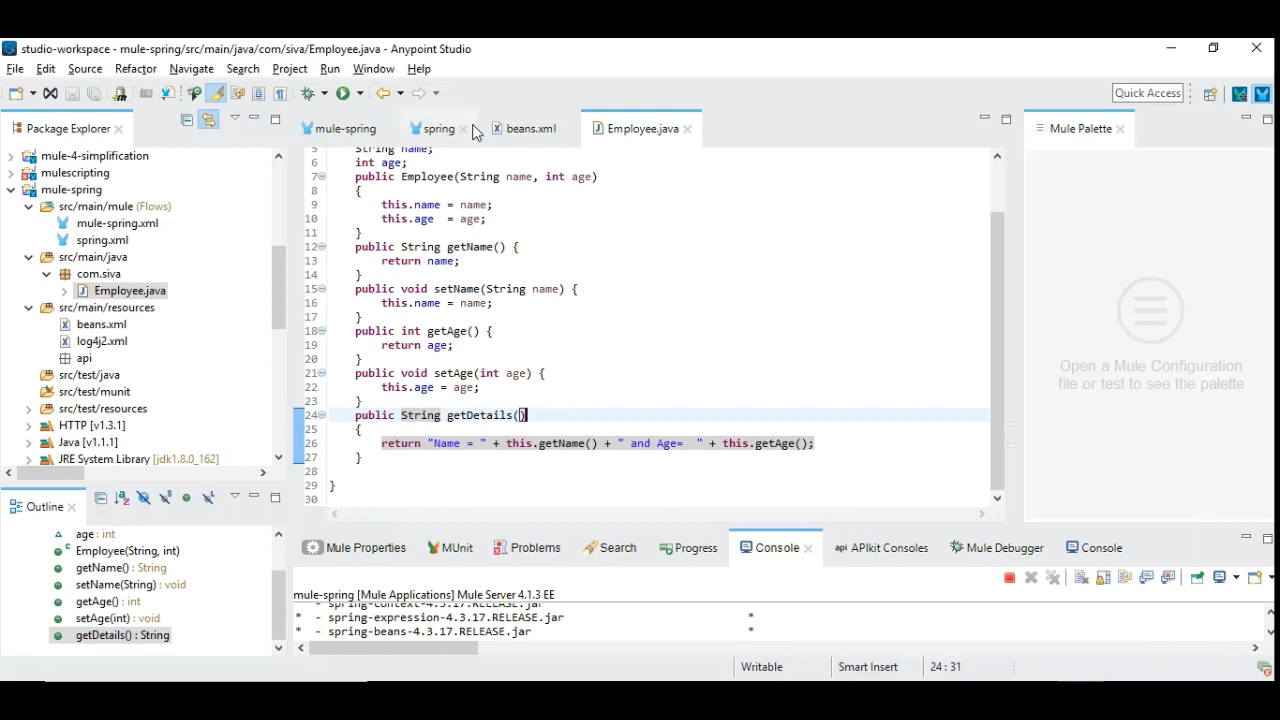 studio-workspace - mule-spring/src/main/java/com/siva/Employee.java - Anypoint Studio
File Edit Source Refactor Navigate Search Project Run Window Help
Quick Access
Package Explorer
mule-spring
spring
beans.xml
Employee.java
Mule Palette
mule-4-simplification
mulescripting
mule-spring
src/main/mule (Flows)
mule-spring.xml
spring.xml
src/main/java
com.siva
Employee.java
src/main/resources
beans.xml
log4j2.xml
api
src/test/java
src/test/munit
src/test/resources
HTTP [v1.3.1]
Java [v1.1.1]
JRE System Library [jdk1.8.0_162]
5 String name;
6 int age;
7 public Employee(String name, int age)
8 {
9 this.name = name;
10 this.age  = age;
11 }
12 public String getName() {
13 return name;
14 }
15 public void setName(String name) {
16 this.name = name;
17 }
18 public int getAge() {
19 return age;
20 }
21 public void setAge(int age) {
22 this.age = age;
23 }
24 public String getDetails()
25 {
26 return "Name = " + this.getName() + " and Age=  " + this.getAge();
27 }
28
29 }
30
Open a Mule Configuration
file or test to see the palette
Outline
age : int
Employee(String, int)
getName() : String
setName(String) : void
getAge() : int
setAge(int) : void
getDetails() : String
Mule Properties
MUnit
Problems
Search
Progress
Console
APIkit Consoles
Mule Debugger
Console
mule-spring [Mule Applications] Mule Server 4.1.3 EE
* - spring-context-4.3.17.RELEASE.jar *
* - spring-expression-4.3.17.RELEASE.jar *
* - spring-beans-4.3.17.RELEASE.jar *
Writable
Smart Insert
24 : 31